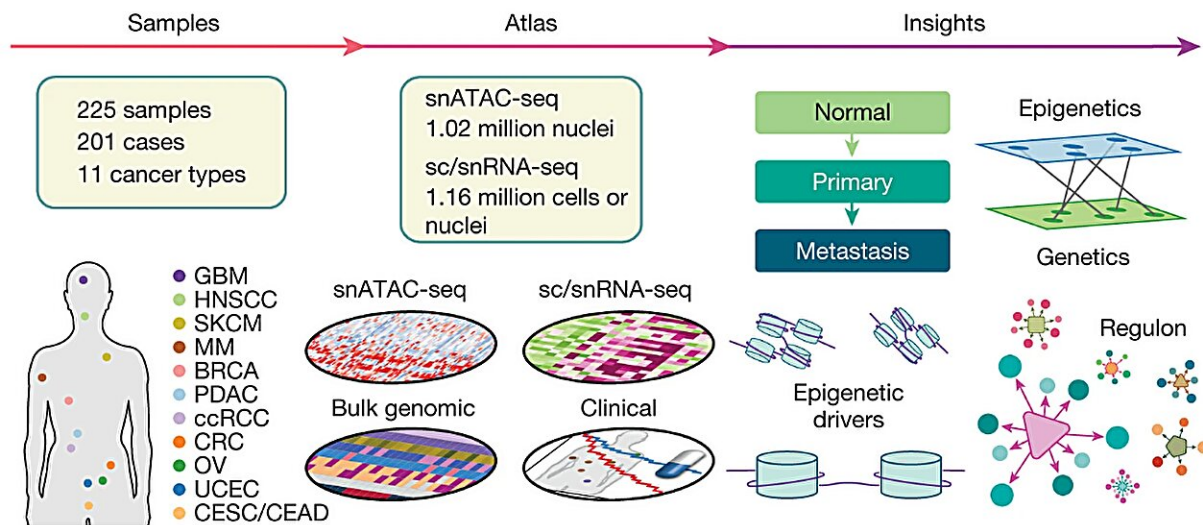 Samples
Atlas
Insights
225 samples
201 cases
11 cancer types
snATAC-seq
1.02 million nuclei
sc/snRNA-seq
1.16 million cells or
nuclei
Normal
Primary
Metastasis
Epigenetics
Genetics
GBM
HNSCC
SKCM
MM
BRCA
PDAC
ccRCC
CRC
OV
UCEC
CESC/CEAD
snATAC-seq
sc/snRNA-seq
Bulk genomic
Clinical
Epigenetic
drivers
Regulon